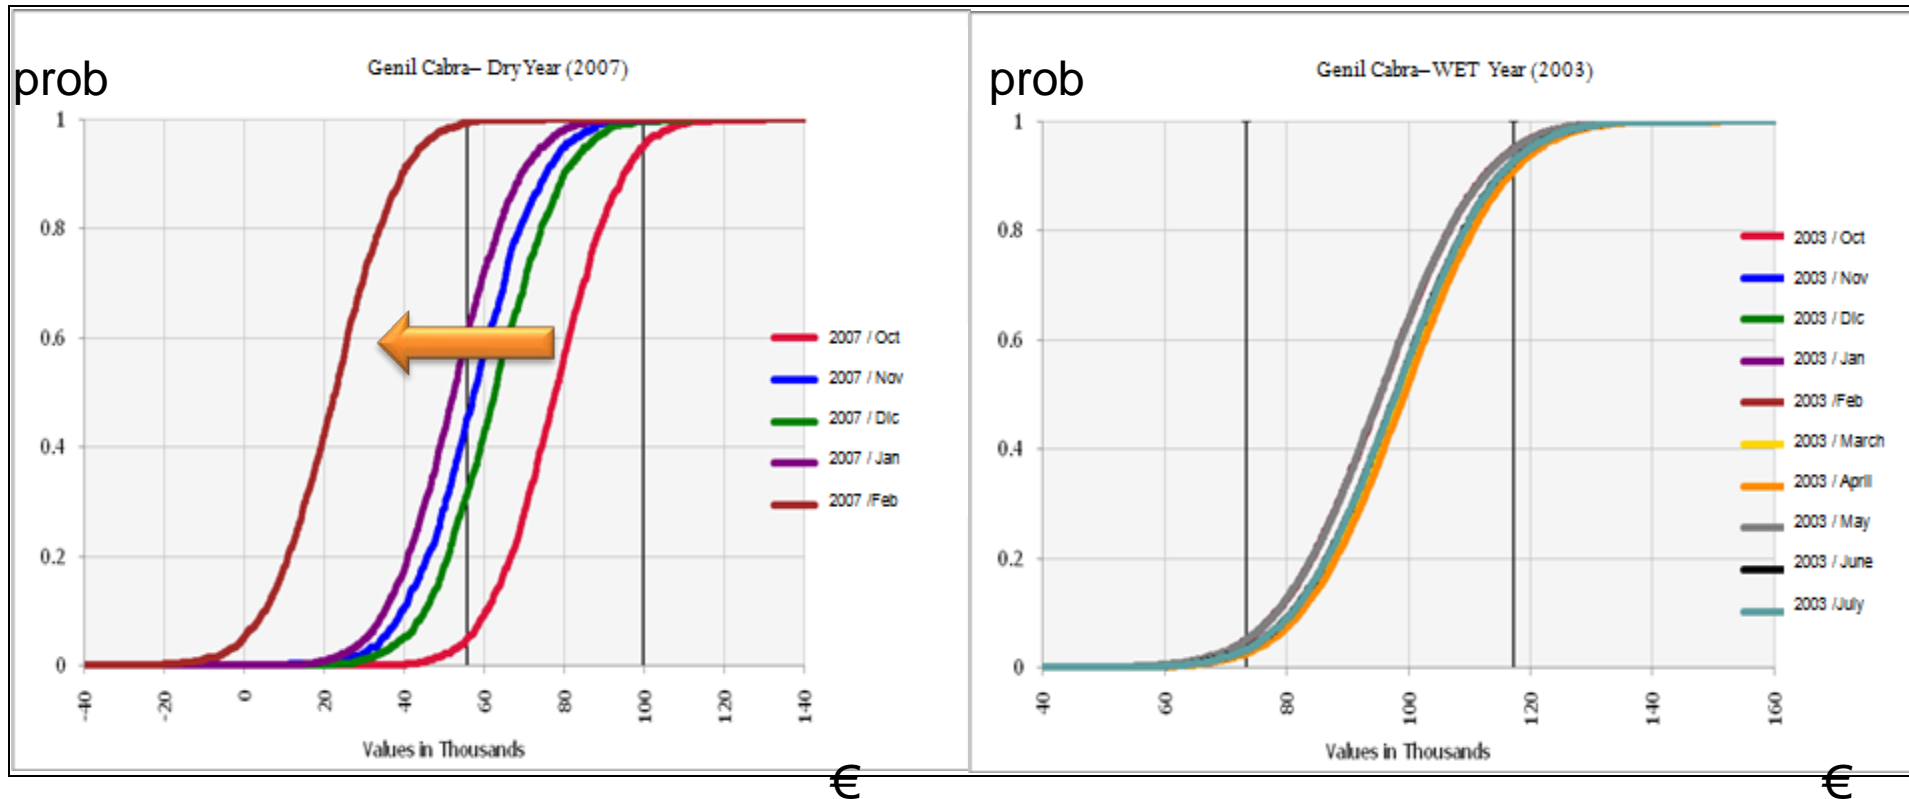 prob
Genil Cabra– Dry Year (2007)
1
0.8
0.6
0.4
0.2
0
-40 -20 0 20 40 60 80 100 120 140
Values in Thousands
€
2007 / Oct
2007 / Nov
2007 / Dic
2007 / Jan
2007 /Feb
prob
Genil Cabra–WET Year (2003)
1
0.8
0.6
0.4
0.2
0
40 60 80 100 120 140 160
Values in Thousands
€
2003 / Oct
2003 / Nov
2003 / Dic
2003 / Jan
2003 /Feb
2003 / March
2003 / April
2003 / May
2003 / June
2003 /July